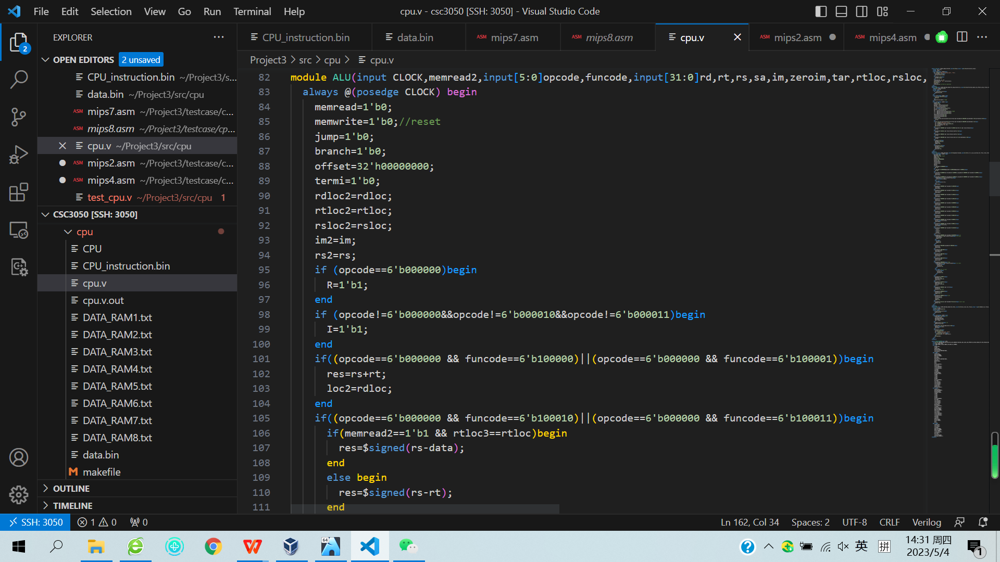 File Edit Selection View Go Run Terminal Help
cpu.v - csc3050 [SSH: 3050] - Visual Studio Code
EXPLORER
2
OPEN EDITORS 2 unsaved
CPU_instruction.bin ~/Project3/s...
data.bin ~/Project3/src/cpu
ASM mips7.asm ~/Project3/testcase/c...
ASM mips8.asm ~/Project3/testcase/cp...
cpu.v ~/Project3/src/cpu
ASM mips2.asm ~/Project3/testcase/c...
ASM mips4.asm ~/Project3/testcase/c...
test_cpu.v ~/Project3/src/cpu 1
CSC3050 [SSH: 3050]
cpu
CPU
CPU_instruction.bin
cpu.v
cpu.v.out
DATA_RAM1.txt
DATA_RAM2.txt
DATA_RAM3.txt
DATA_RAM4.txt
DATA_RAM5.txt
DATA_RAM6.txt
DATA_RAM7.txt
DATA_RAM8.txt
data.bin
makefile
OUTLINE
TIMELINE
CPU_instruction.bin data.bin ASM mips7.asm ASM mips8.asm cpu.v ASM mips2.asm ASM mips4.asm
Project3 > src > cpu > cpu.v
82 module ALU(input CLOCK,memread2,input[5:0]opcode,funcode,input[31:0]rd,rt,rs,sa,im,zeroim,tar,rtloc,rsloc,
83 always @(posedge CLOCK) begin
84 memread=1'b0;
85 memwrite=1'b0;//reset
86 jump=1'b0;
87 branch=1'b0;
88 offset=32'h00000000;
89 termi=1'b0;
90 rdloc2=rdloc;
91 rtloc2=rtloc;
92 rsloc2=rsloc;
93 im2=im;
94 rs2=rs;
95 if (opcode==6'b000000)begin
96 R=1'b1;
97 end
98 if (opcode!=6'b000000&&opcode!=6'b000010&&opcode!=6'b000011)begin
99 I=1'b1;
100 end
101 if((opcode==6'b000000 && funcode==6'b100000)||(opcode==6'b000000 && funcode==6'b100001))begin
102 res=rs+rt;
103 loc2=rdloc;
104 end
105 if((opcode==6'b000000 && funcode==6'b100010)||(opcode==6'b000000 && funcode==6'b100011))begin
106 if(memread2==1'b1 && rtloc3==rtloc)begin
107 res=$signed(rs-data);
108 end
109 else begin
110 res=$signed(rs-rt);
111 end
SSH: 3050 1 0 0
Ln 162, Col 34 Spaces: 2 UTF-8 CRLF Verilog
64
英 拼
14:31 周四
2023/5/4
1